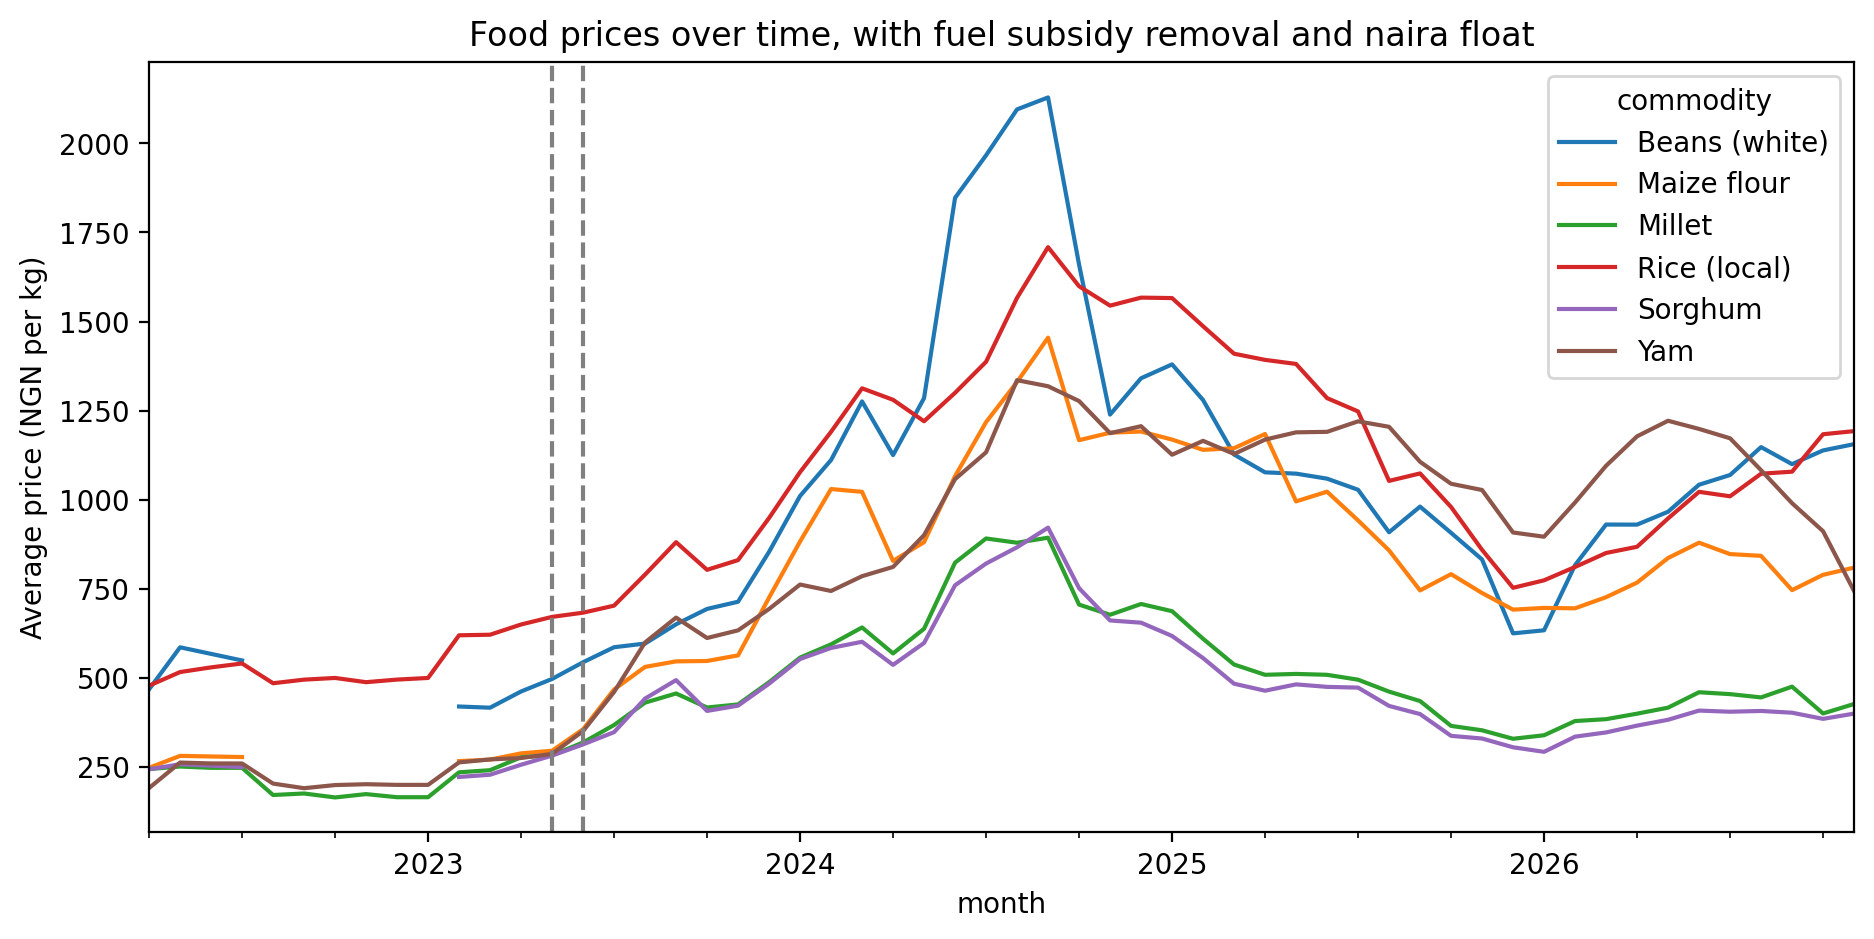 Food prices over time, with fuel subsidy removal and naira float
Average price (NGN per kg)
2000
1750
1500
1250
1000
750
500
250
commodity
Beans (white)
Maize flour
Millet
Rice (local)
Sorghum
Yam
2023
2024
2025
2026
month